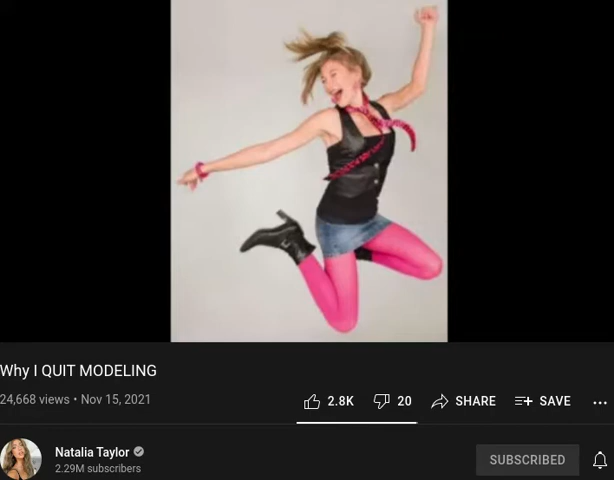 Why I QUIT MODELING
24,668 views • Nov 15, 2021
2.8K
20
SHARE
SAVE
Natalia Taylor
2.29M subscribers
SUBSCRIBED